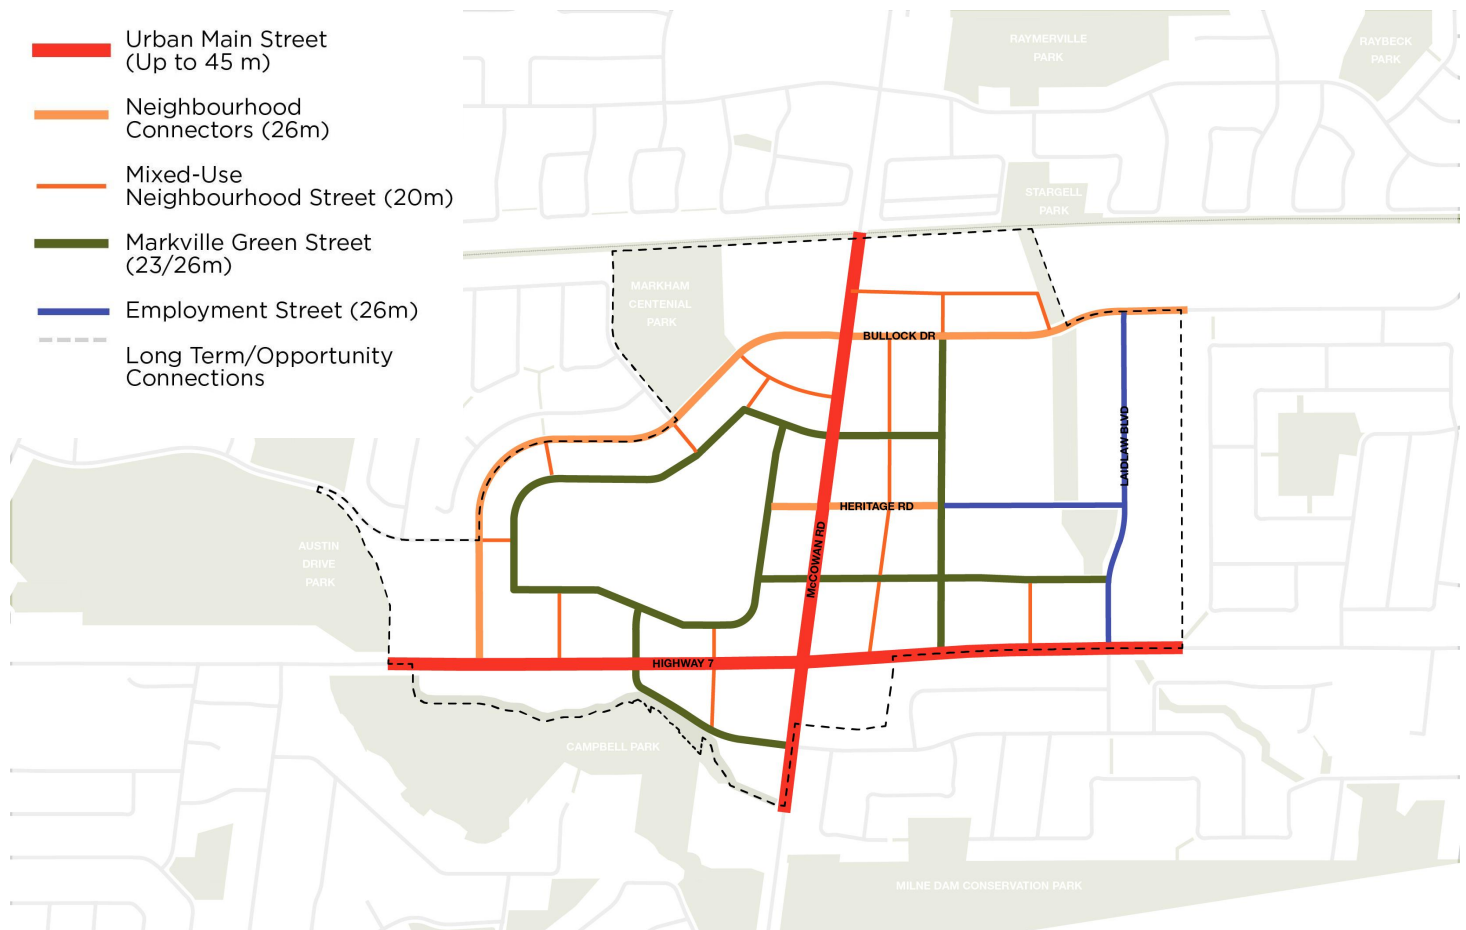 Urban Main Street
(Up to 45 m)
Neighbourhood
Connectors (26m)
Mixed-Use
Neighbourhood Street (20m)
Markville Green Street
(23/26m)
Employment Street (26m)
Long Term/Opportunity
Connections
RAYMERVILLE
PARK
RAYBECK
PARK
STARGELL
PARK
MARKHAM
CENTENIAL
PARK
BULLOCK DR
LAIDLAW BLVD
HERITAGE RD
McCOWAN RD
AUSTIN
DRIVE
PARK
HIGHWAY 7
CAMPBELL PARK
MILNE DAM CONSERVATION PARK